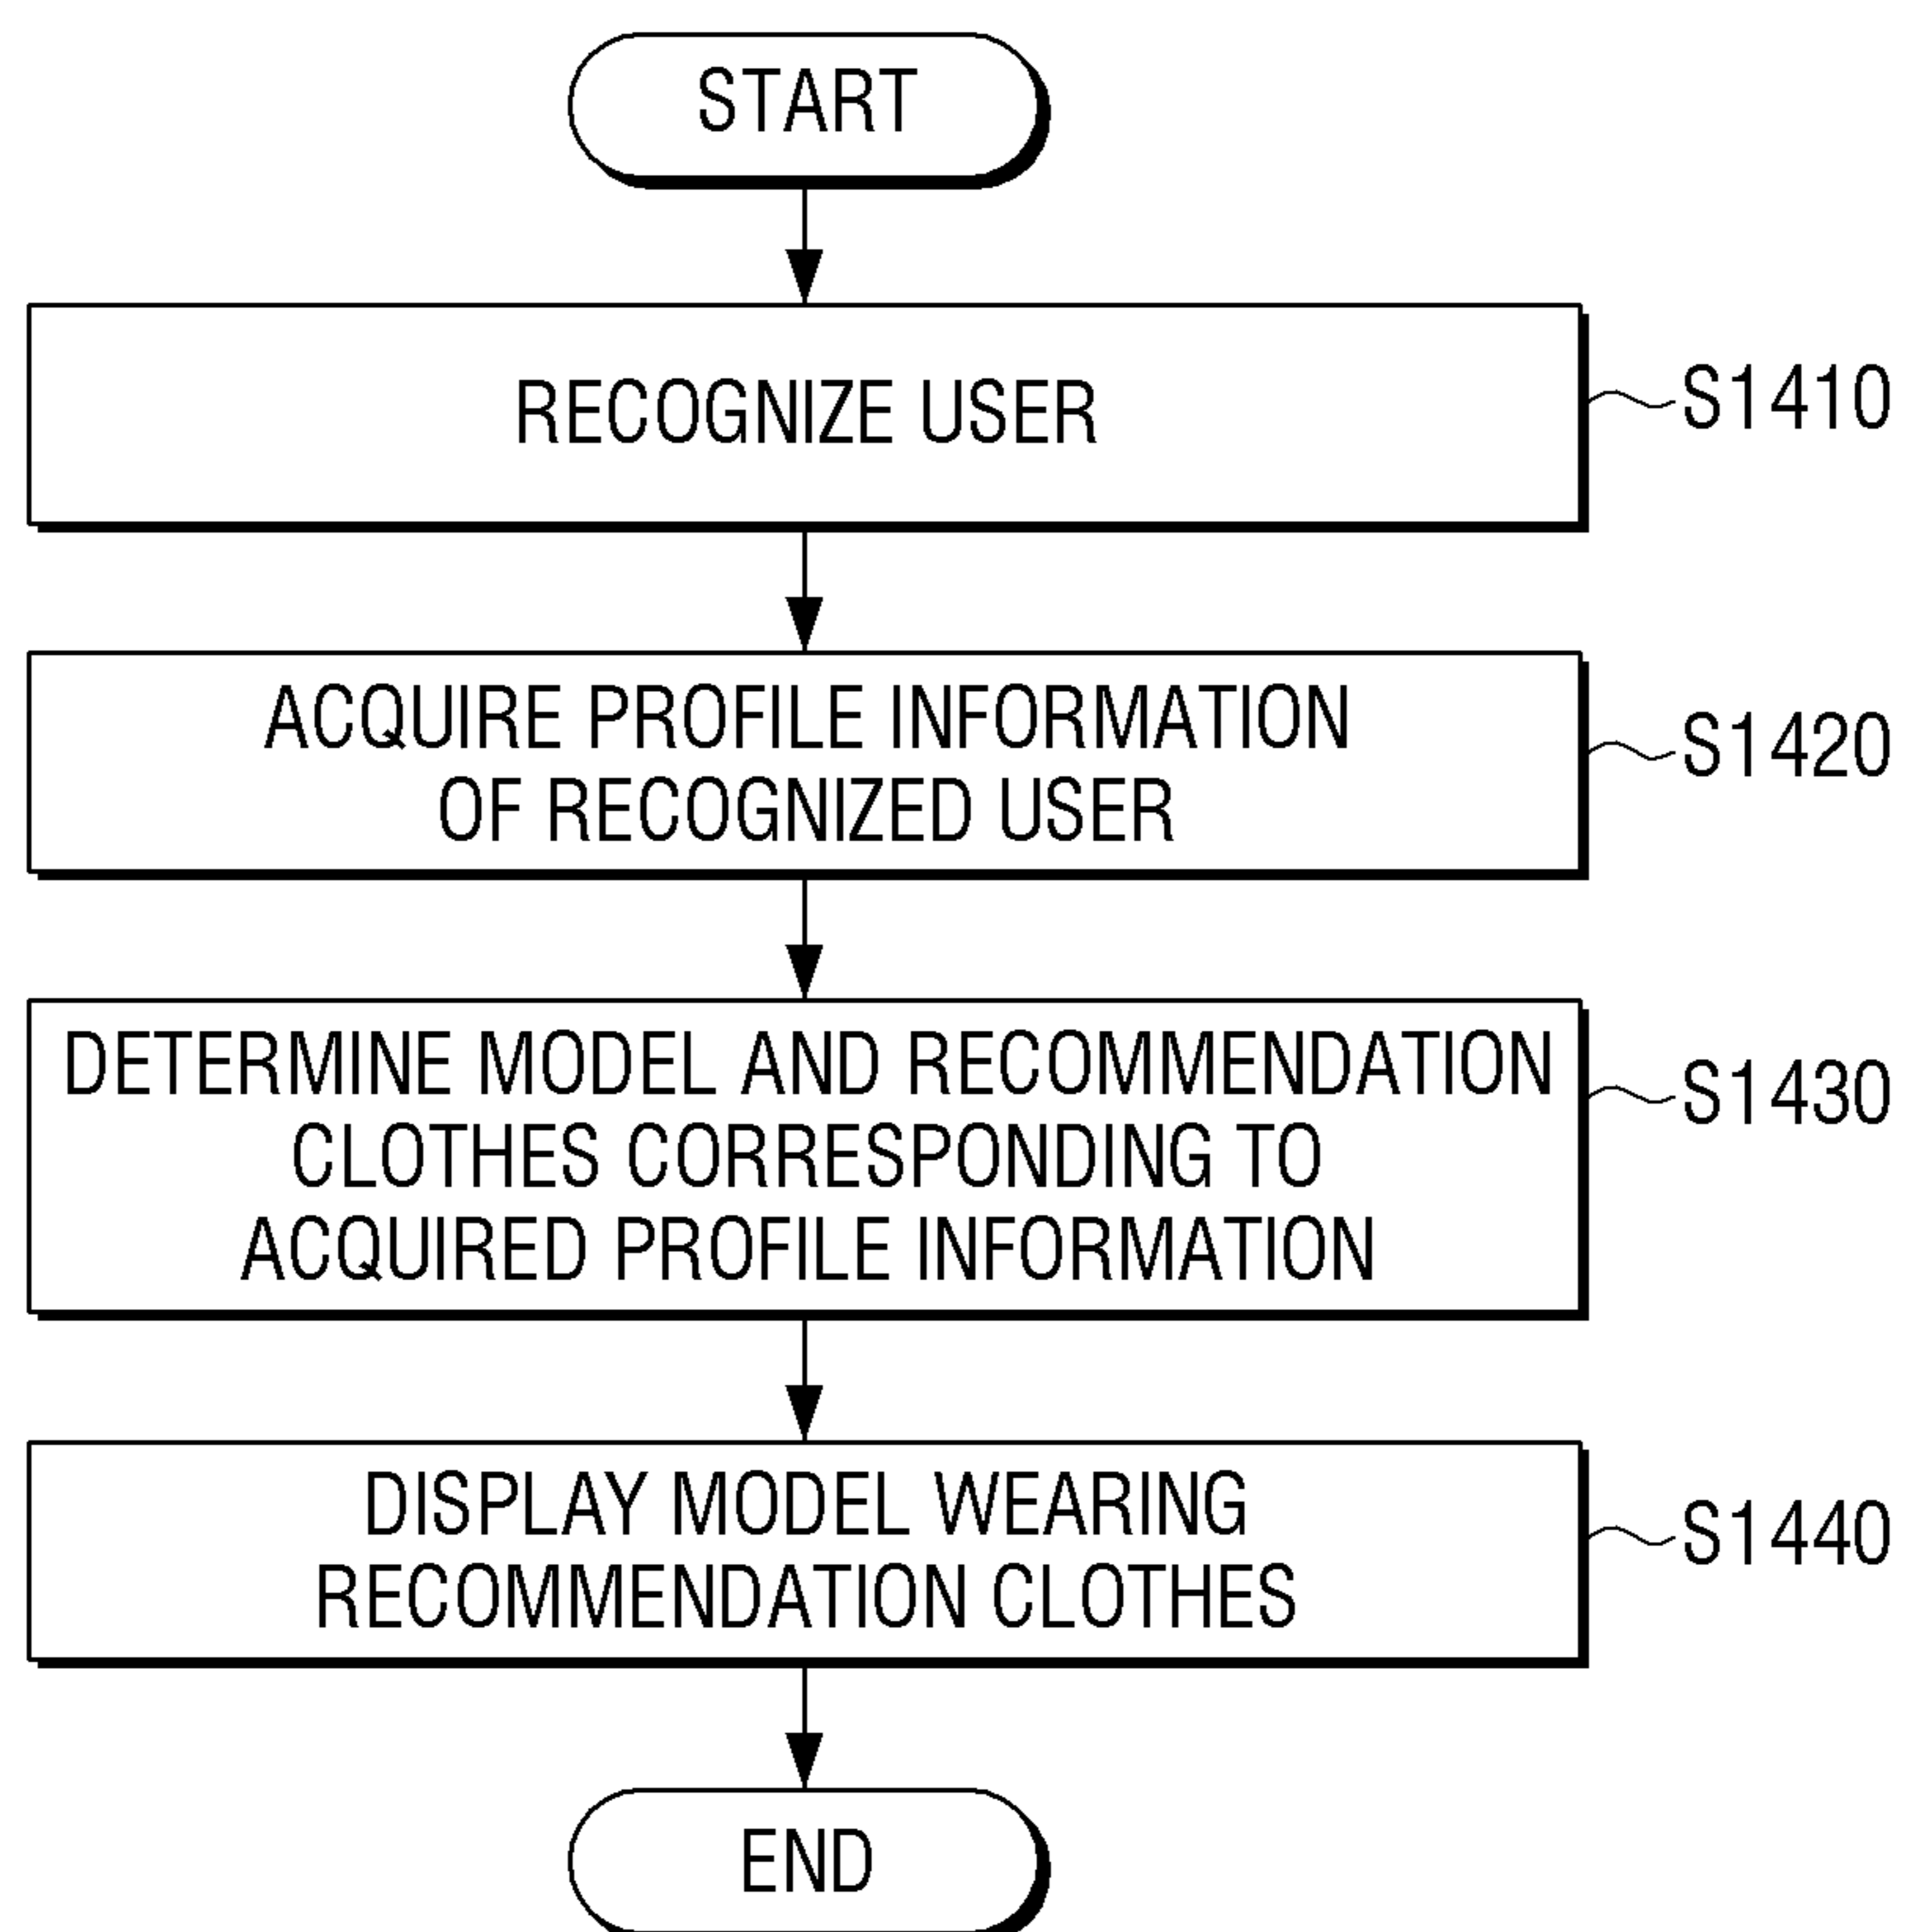 START
RECOGNIZE USER
S1410
ACQUIRE PROFILE INFORMATION
OF RECOGNIZED USER
S1420
DETERMINE MODEL AND RECOMMENDATION
CLOTHES CORRESPONDING TO
ACQUIRED PROFILE INFORMATION
S1430
DISPLAY MODEL WEARING
RECOMMENDATION CLOTHES
S1440
END